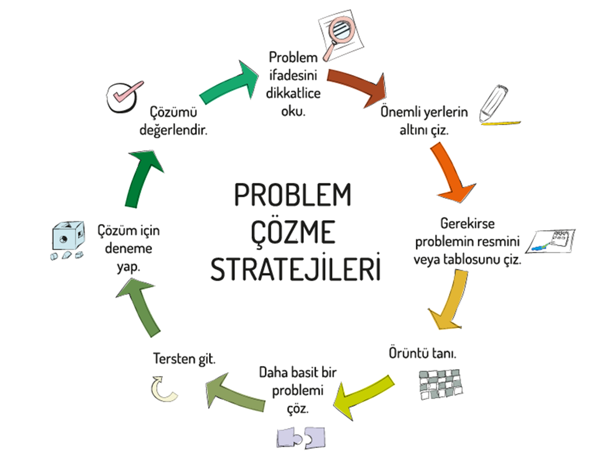 PROBLEM
ÇÖZME
STRATEJİLERİ
Problem
ifadesini
dikkatlice
oku.
Önemli yerlerin
altını çiz.
Gerekirse
problemin resmini
veya tablosunu çiz.
Örüntü tanı.
Daha basit bir
problemi
çöz.
Tersten git.
Çözüm için
deneme
yap.
Çözümü
değerlendir.